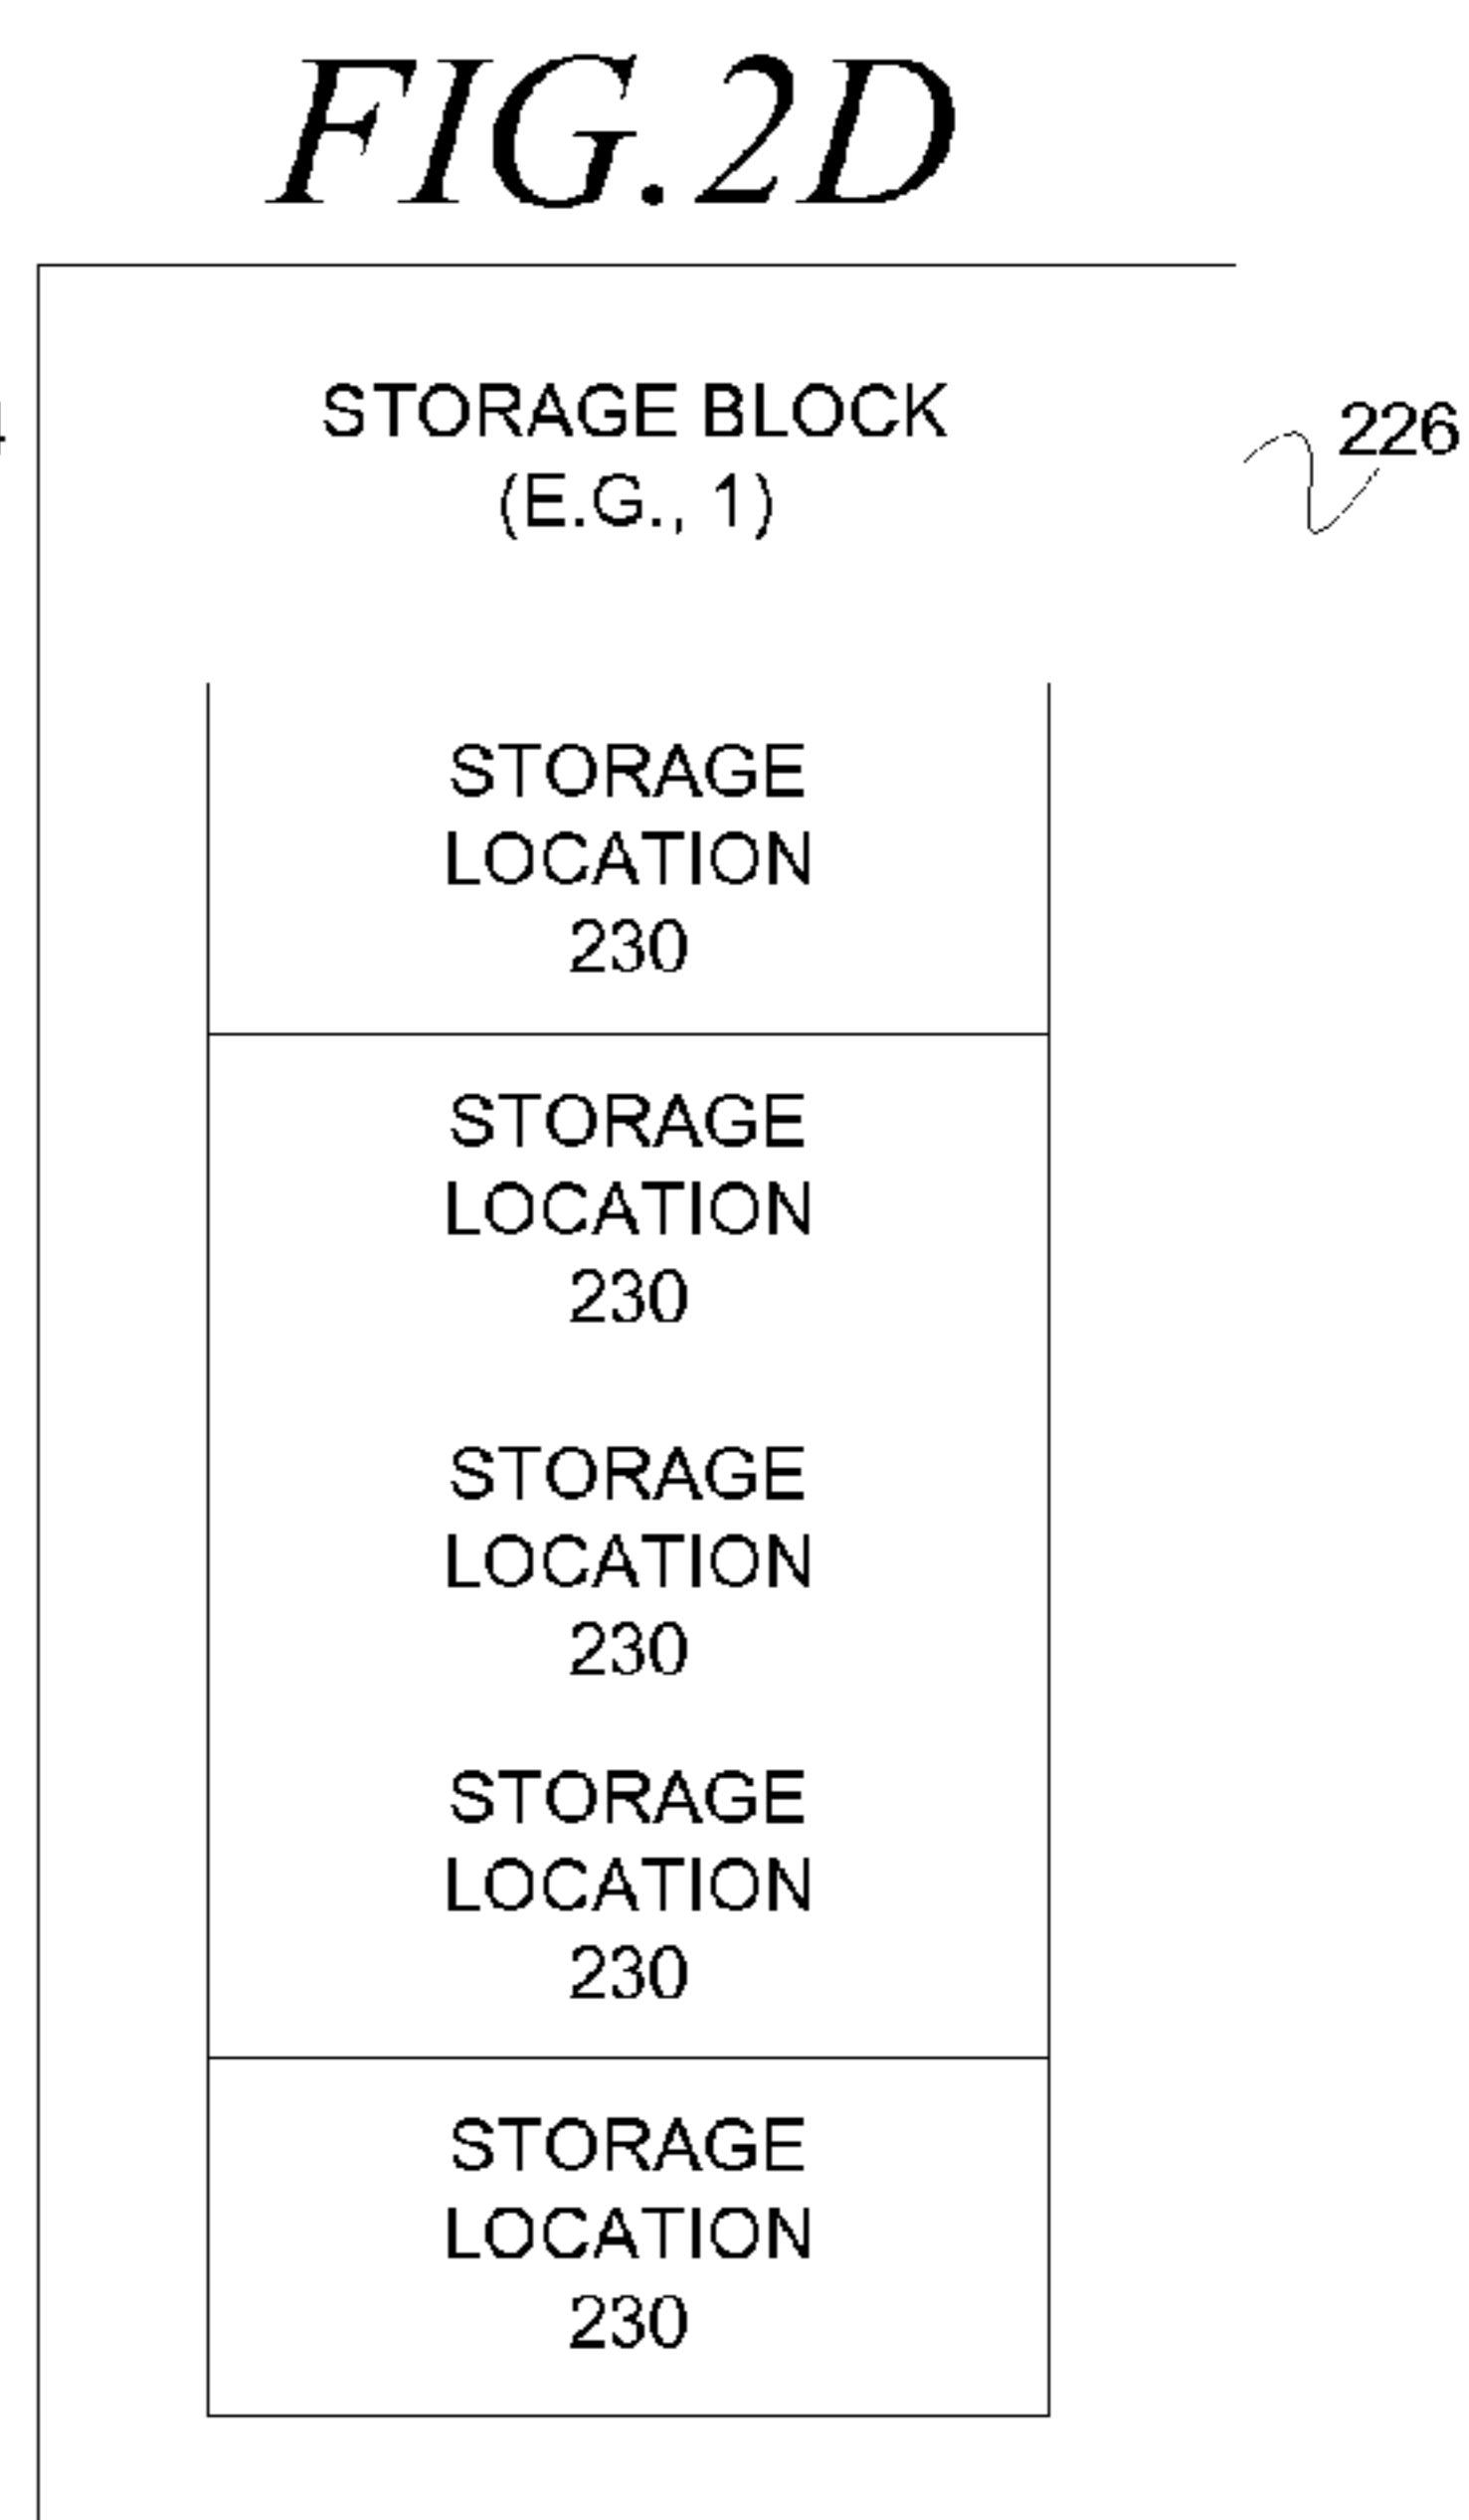 FIG. 2D
STORAGE BLOCK
(E.G., 1)
226
STORAGE
LOCATION
230
STORAGE
LOCATION
230
STORAGE
LOCATION
230
STORAGE
LOCATION
230
STORAGE
LOCATION
230